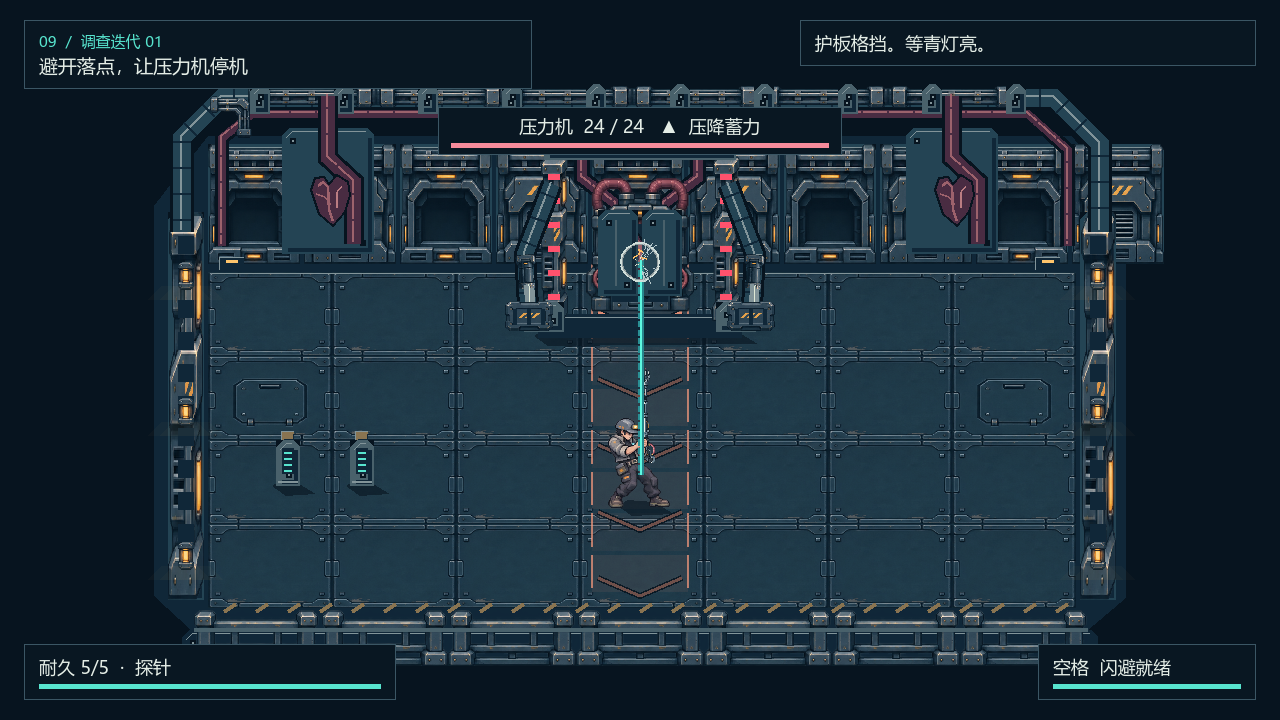 09 / 调查迭代 01
避开落点，让压力机停机
护板格挡。等青灯亮。
压力机 24 / 24 ▲ 压降蓄力
耐久 5/5 · 探针
空格 闪避就绪